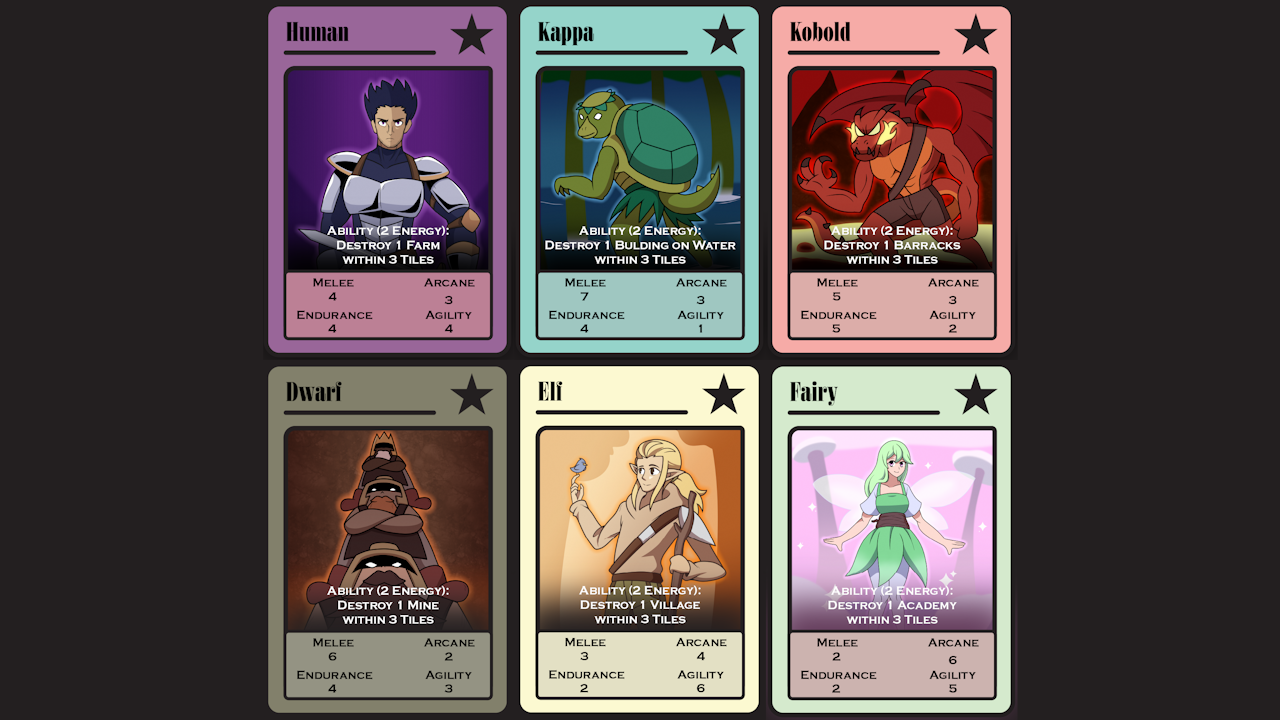 Human
Ability (2 Energy):
Destroy 1 Farm
within 3 Tiles
Melee Arcane
4 3
Endurance Agility
4 4
Kappa
Ability (2 Energy):
Destroy 1 Bulding on Water
within 3 Tiles
Melee Arcane
7 3
Endurance Agility
4 1
Kobold
Ability (2 Energy):
Destroy 1 Barracks
within 3 Tiles
Melee Arcane
5 3
Endurance Agility
5 2
Dwarf
Ability (2 Energy):
Destroy 1 Mine
within 3 Tiles
Melee Arcane
6 2
Endurance Agility
4 3
Elf
Ability (2 Energy):
Destroy 1 Village
within 3 Tiles
Melee Arcane
3 4
Endurance Agility
2 6
Fairy
Ability (2 Energy):
Destroy 1 Academy
within 3 Tiles
Melee Arcane
2 6
Endurance Agility
2 5